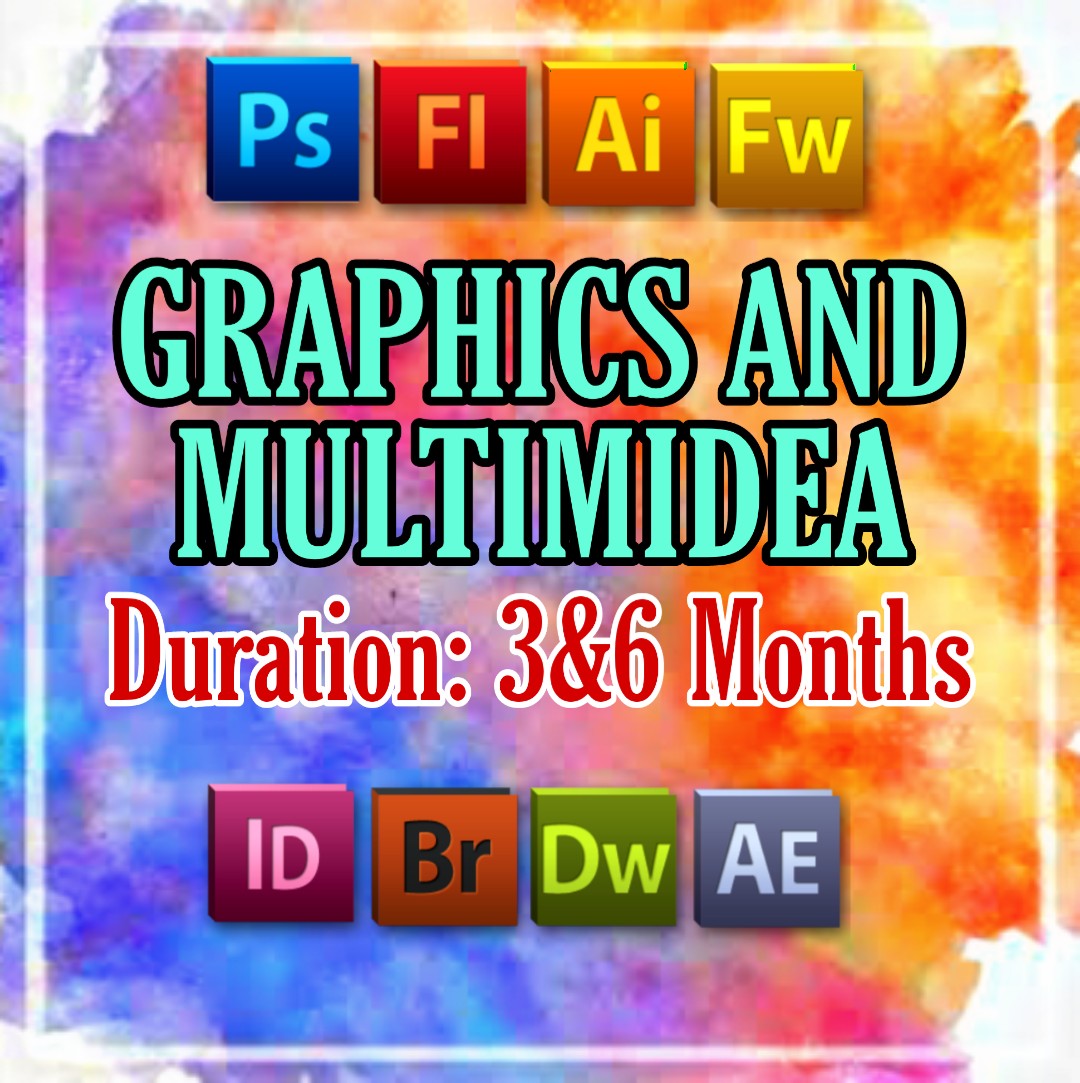 Ps Fl Ai Fw
GRAPHICS AND
MULTIMIDEA
Duration: 3&6 Months
ID Br Dw AE